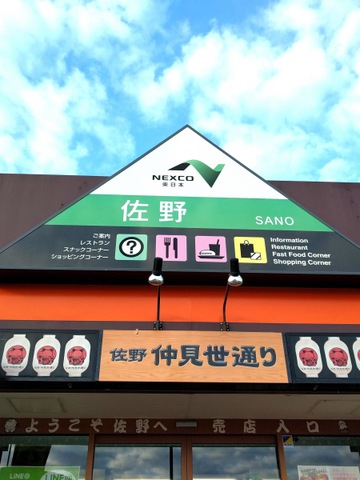 NEXCO
東日本
佐野
SANO
ご案内
レストラン
スナックコーナー
ショッピングコーナー
?
Information
Restaurant
Fast Food Corner
Shopping Corner
佐野 仲見世通り
ようこそ佐野へ 売店入口
LINE
LINE